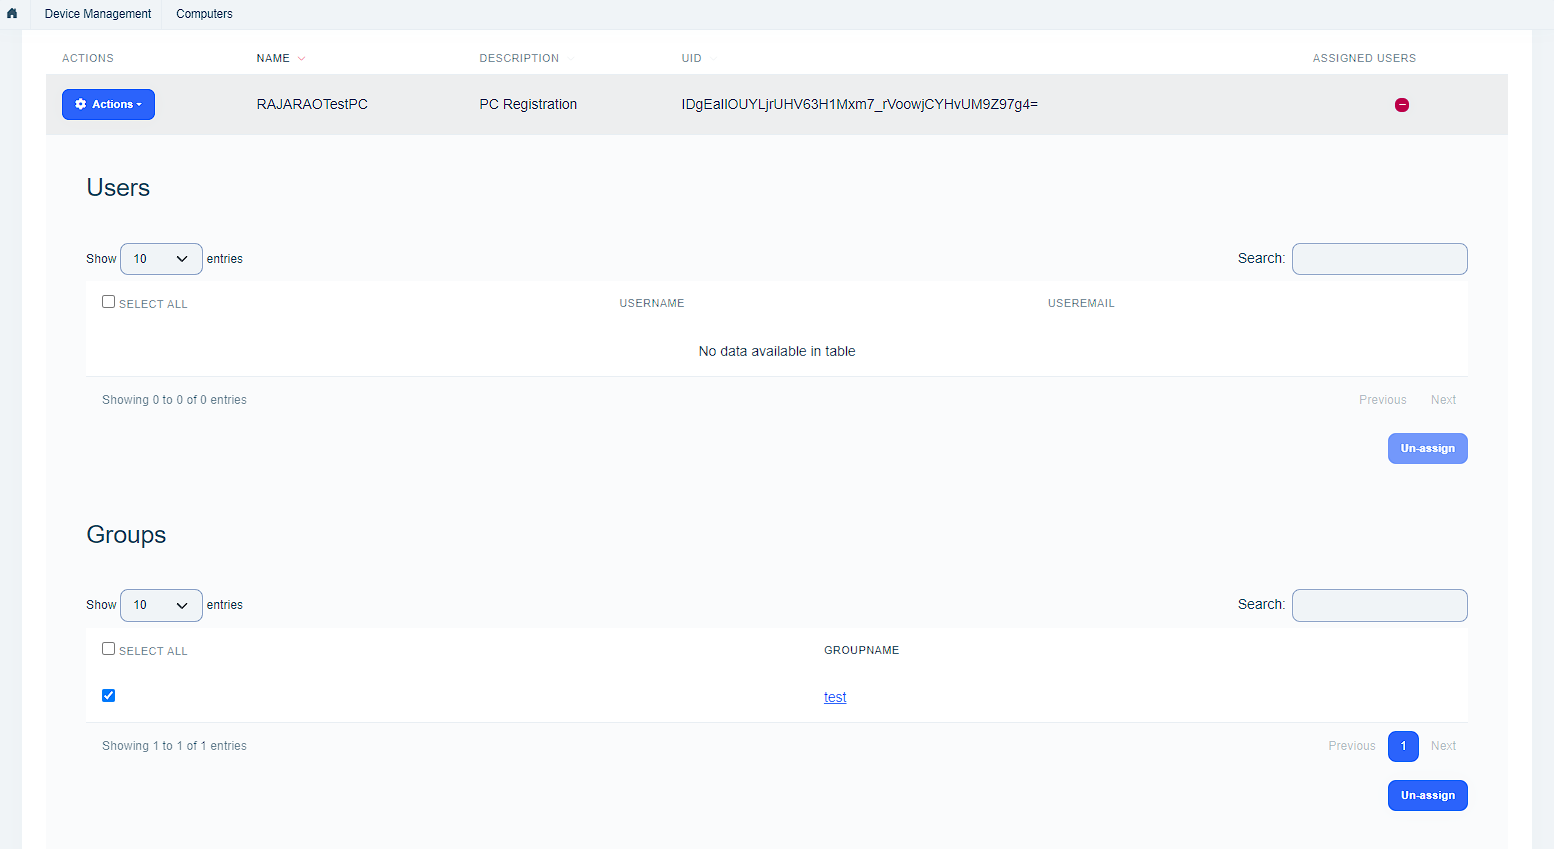 Device Management Computers
ACTIONS NAME DESCRIPTION UID ASSIGNED USERS
Actions RAJARAOTestPC PC Registration IDgEaIlOUYLjrUHV63H1Mxm7_rVoowjCYHvUM9Z97g4=
Users
Show 10 entries Search:
SELECT ALL USERNAME USEREMAIL
No data available in table
Showing 0 to 0 of 0 entries Previous Next
Un-assign
Groups
Show 10 entries Search:
SELECT ALL GROUPNAME
test
Showing 1 to 1 of 1 entries Previous 1 Next
Un-assign